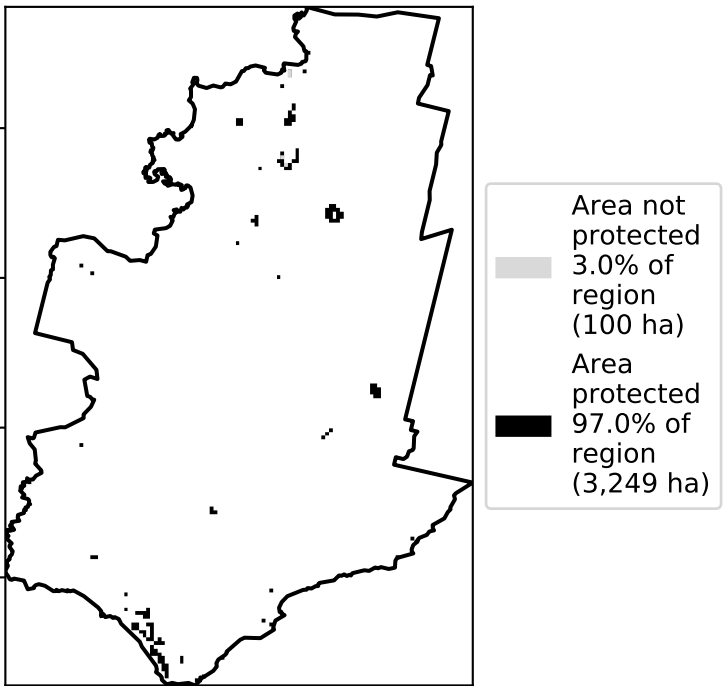 Area not
protected
3.0% of
region
(100 ha)
Area
protected
97.0% of
region
(3,249 ha)